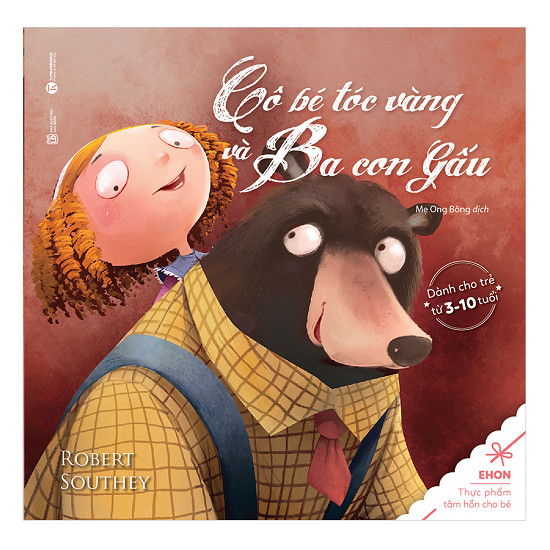 Cô bé tóc vàng
và Ba con Gấu
Mẹ Ong Bông dịch
Dành cho trẻ
từ 3-10 tuổi
ROBERT
SOUTHEY
EHON
Thực phẩm
tâm hồn cho bé